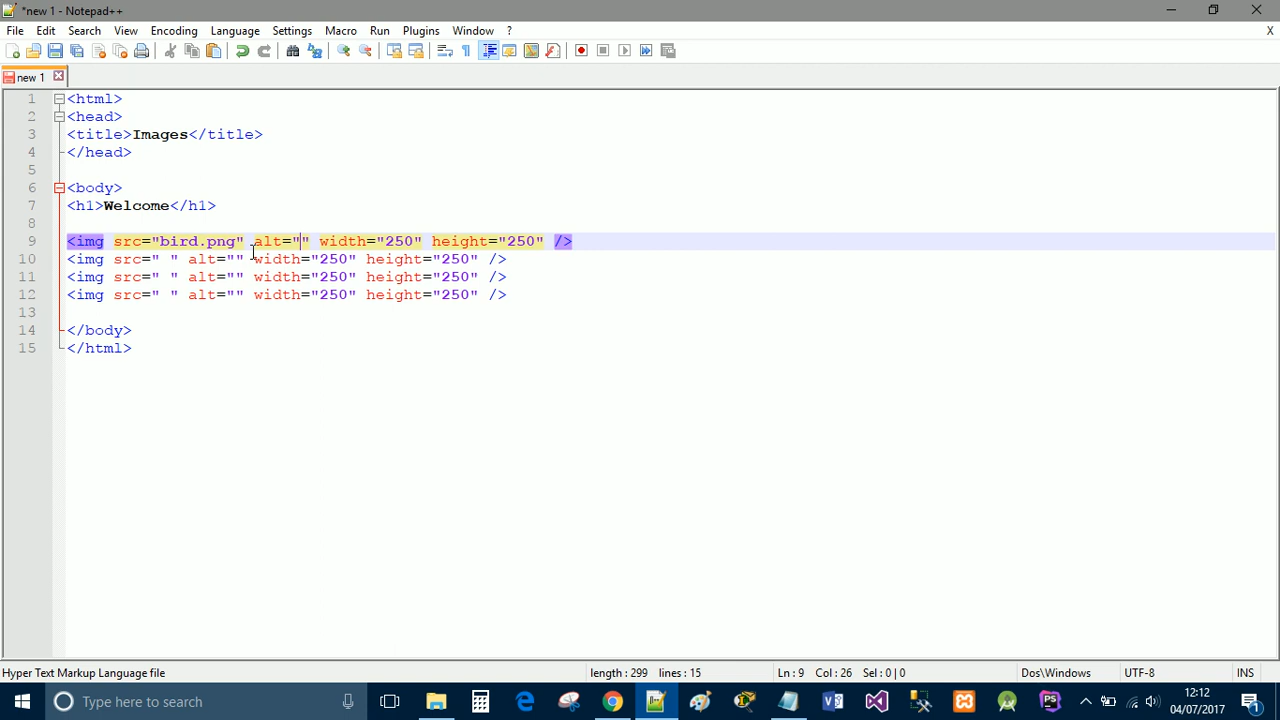 *new 1 - Notepad++
File Edit Search View Encoding Language Settings Macro Run Plugins Window ? X
new 1
1 <html>
2 <head>
3 <title>Images</title>
4 </head>
5
6 <body>
7 <h1>Welcome</h1>
8
9 <img src="bird.png" alt="" width="250" height="250" />
10 <img src=" " alt="" width="250" height="250" />
11 <img src=" " alt="" width="250" height="250" />
12 <img src=" " alt="" width="250" height="250" />
13
14 </body>
15 </html>
Hyper Text Markup Language file length : 299 lines : 15 Ln : 9 Col : 26 Sel : 0 | 0 Dos\Windows UTF-8 INS
Type here to search
Ps
12:12
04/07/2017
1